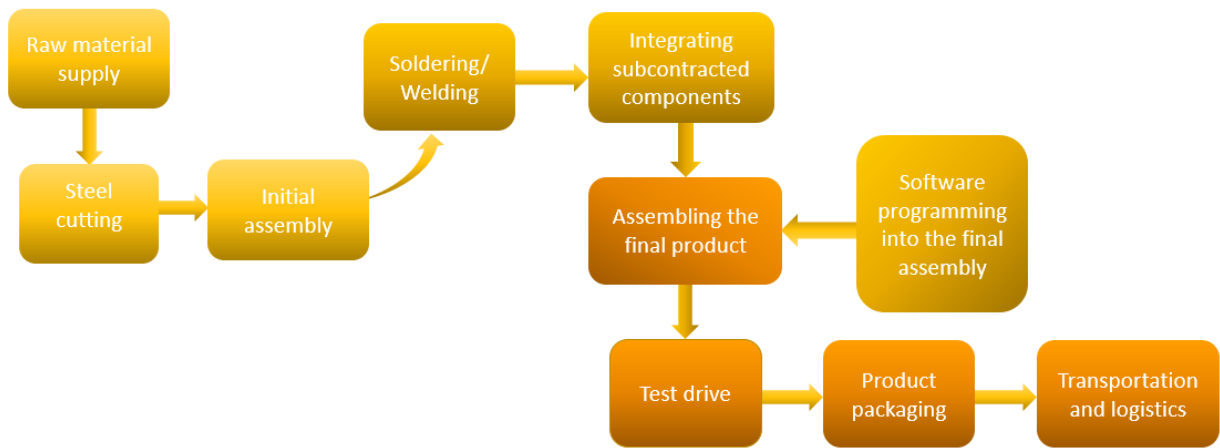 Raw material
supply
Steel
cutting
Initial
assembly
Soldering/
Welding
Integrating
subcontracted
components
Assembling the
final product
Software
programming
into the final
assembly
Test drive
Product
packaging
Transportation
and logistics